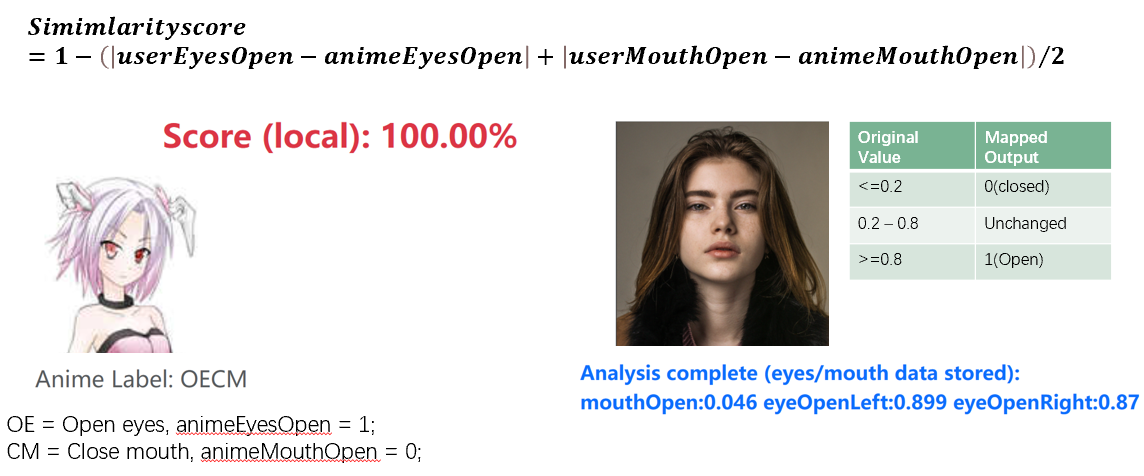 Simimlarityscore
= 1 − (|userEyesOpen − animeEyesOpen| + |userMouthOpen − animeMouthOpen|)/2
Score (local): 100.00%
Anime Label: OECM
OE = Open eyes, animeEyesOpen = 1;
CM = Close mouth, animeMouthOpen = 0;
Original Value
Mapped Output
<=0.2
0(closed)
0.2 – 0.8
Unchanged
>=0.8
1(Open)
Analysis complete (eyes/mouth data stored):
mouthOpen:0.046 eyeOpenLeft:0.899 eyeOpenRight:0.87